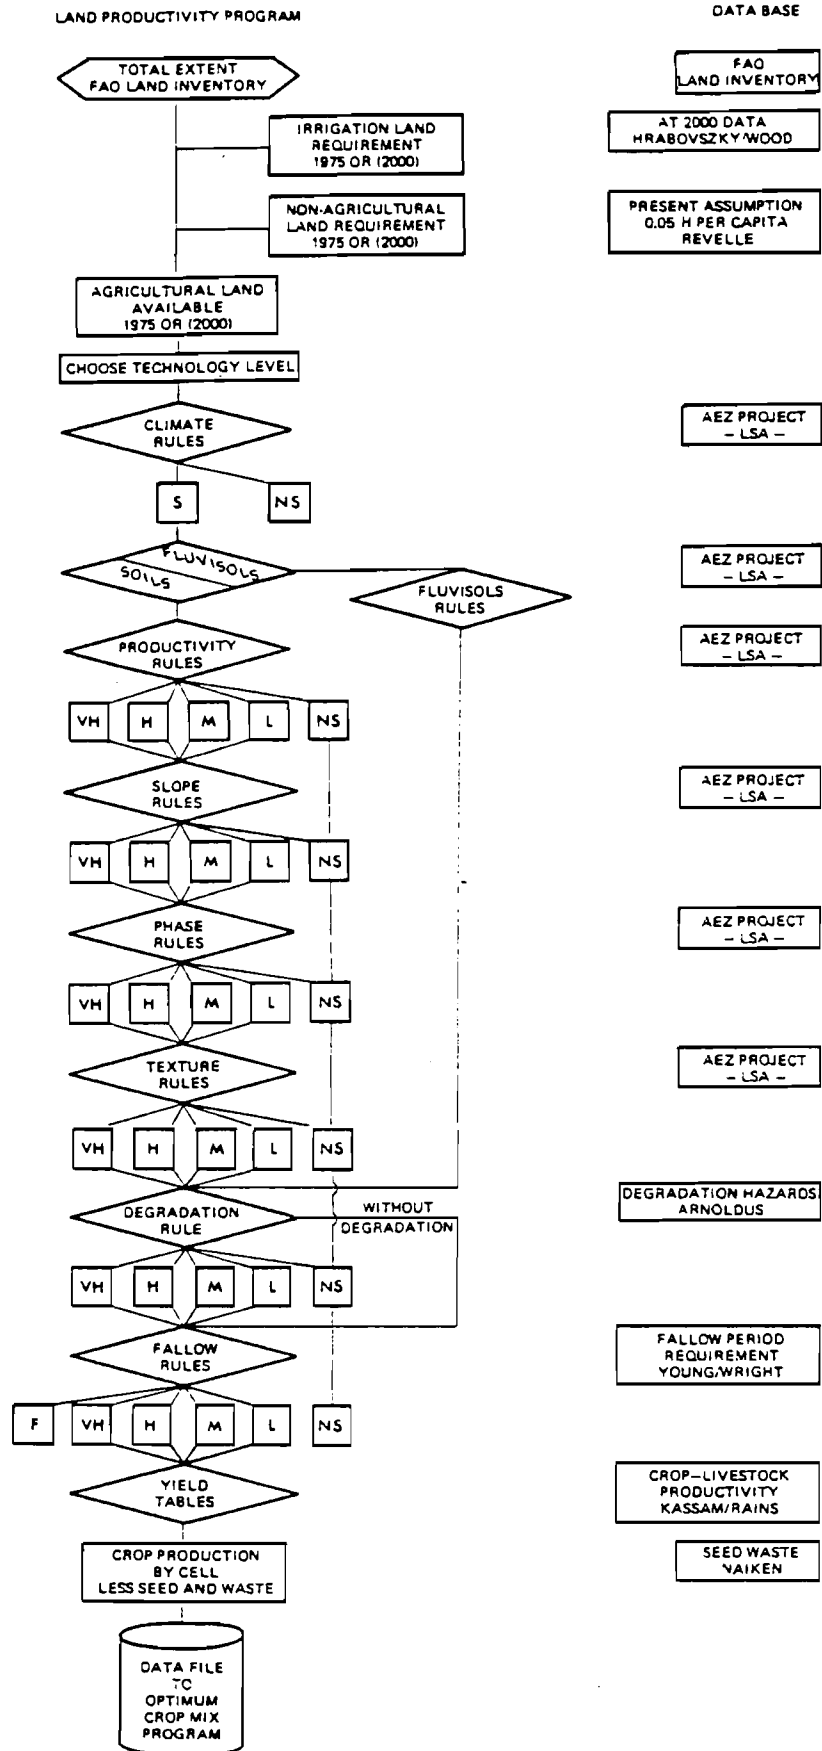 LAND PRODUCTIVITY PROGRAM
DATA BASE
TOTAL EXTENT
FAO LAND INVENTORY
FAO
LAND INVENTORY
IRRIGATION LAND
REQUIREMENT
1975 OR (2000)
AT 2000 DATA
HRABOVSZKY/WOOD
NON-AGRICULTURAL
LAND REQUIREMENT
1975 OR (2000)
PRESENT ASSUMPTION
0.05 H PER CAPITA
REVELLE
AGRICULTURAL LAND
AVAILABLE
1975 OR (2000)
CHOOSE TECHNOLOGY LEVEL
CLIMATE
RULES
AEZ PROJECT
– LSA –
S
NS
FLUVISOLS
SOILS
AEZ PROJECT
– LSA –
FLUVISOLS
RULES
PRODUCTIVITY
RULES
AEZ PROJECT
– LSA –
VH
H
M
L
NS
SLOPE
RULES
AEZ PROJECT
– LSA –
VH
H
M
L
NS
PHASE
RULES
AEZ PROJECT
– LSA –
VH
H
M
L
NS
TEXTURE
RULES
AEZ PROJECT
– LSA –
VH
H
M
L
NS
DEGRADATION
RULE
WITHOUT
DEGRADATION
DEGRADATION HAZARDS
ARNOLDUS
VH
H
M
L
NS
FALLOW
RULES
FALLOW PERIOD
REQUIREMENT
YOUNG/WRIGHT
F
VH
H
M
L
NS
YIELD
TABLES
CROP–LIVESTOCK
PRODUCTIVITY
KASSAM/RAINS
CROP PRODUCTION
BY CELL
LESS SEED AND WASTE
SEED WASTE
NAIKEN
DATA FILE
TO
OPTIMUM
CROP MIX
PROGRAM